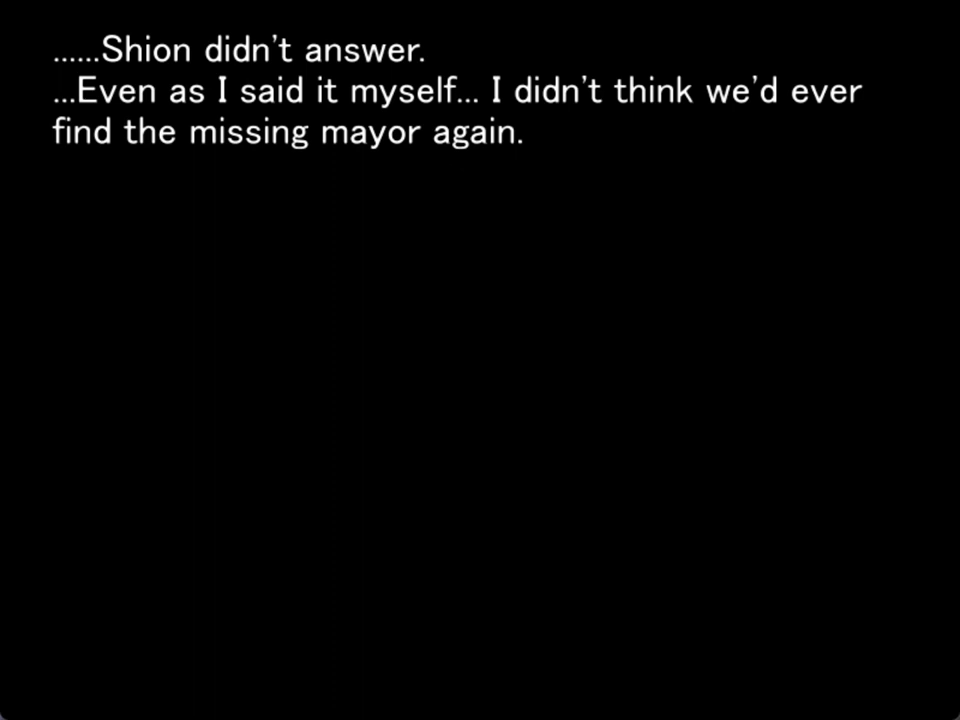 ......Shion didn't answer.
...Even as I said it myself... I didn't think we'd ever
find the missing mayor again.